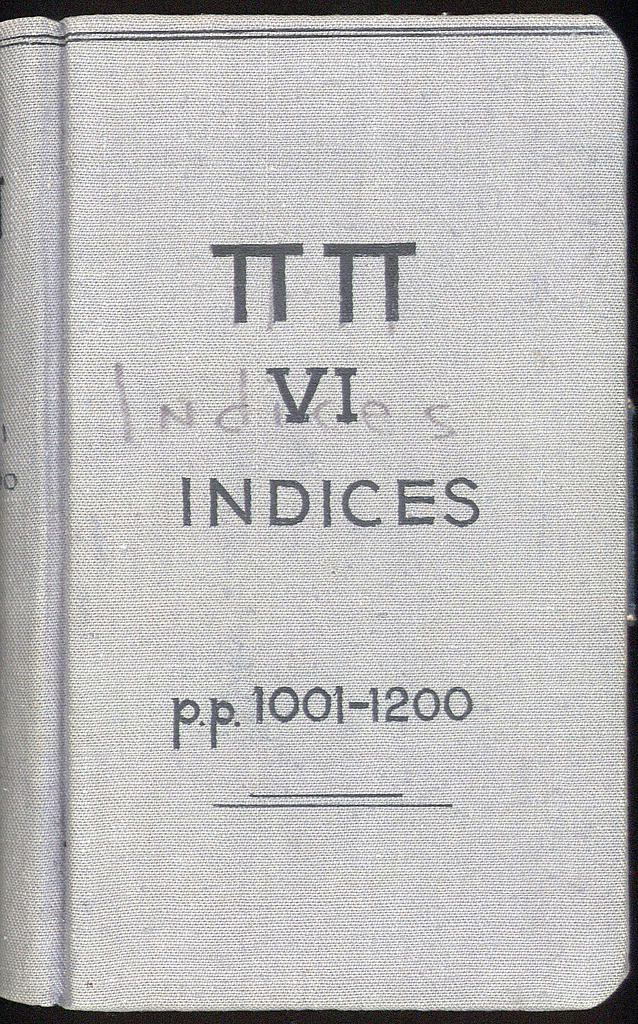 ΠΠ
VI
Indices
INDICES
p.p. 1001-1200